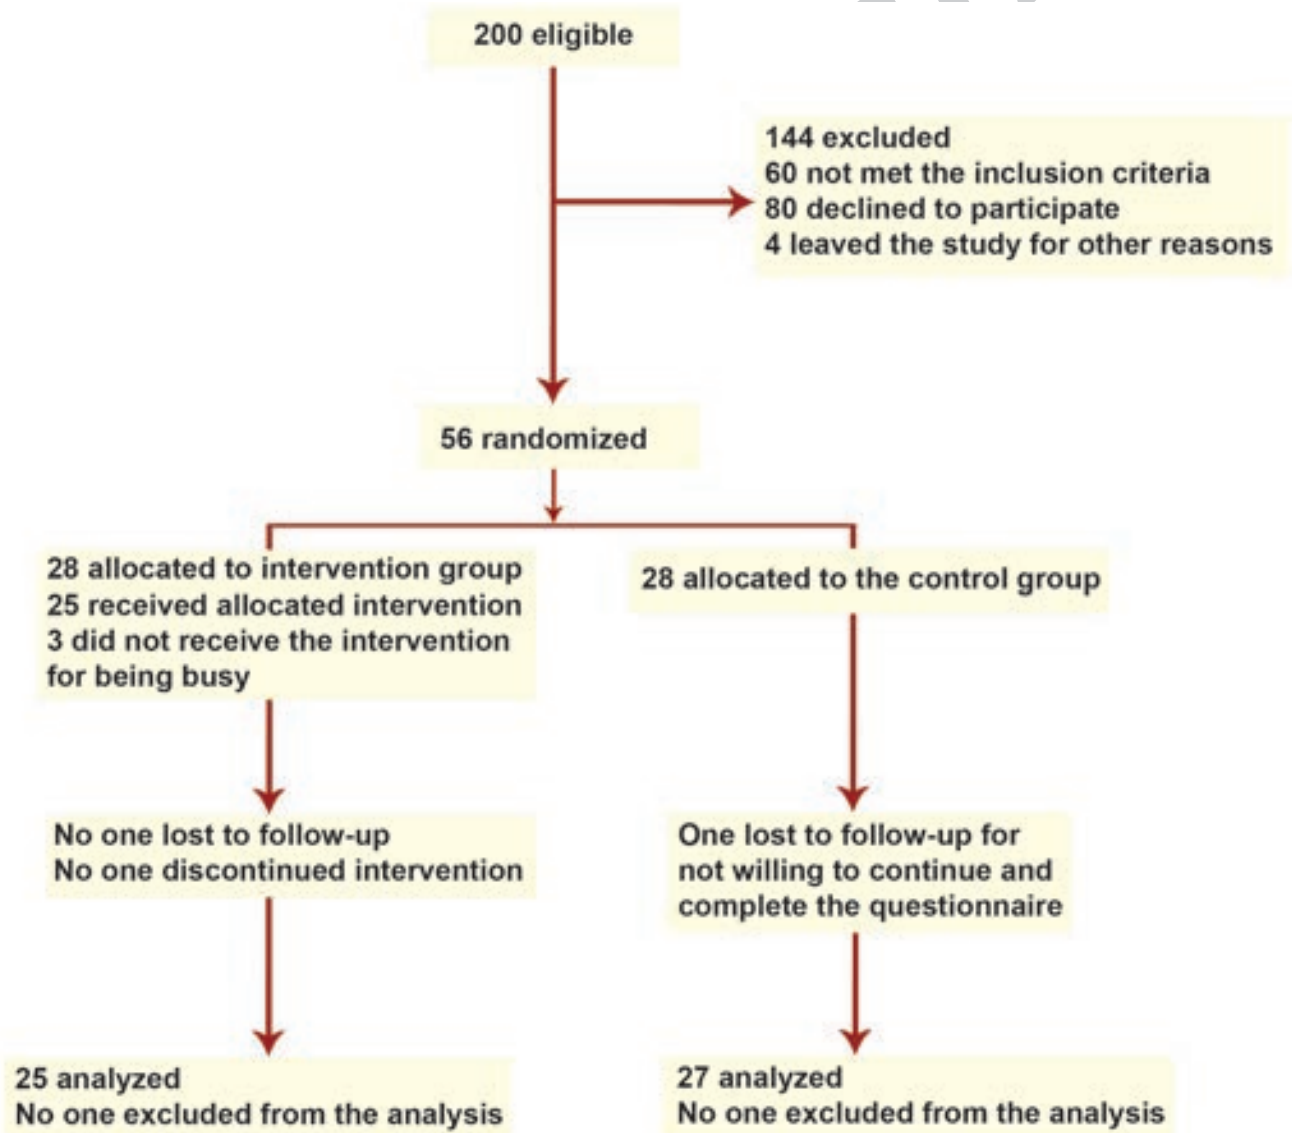 200 eligible
144 excluded
60 not met the inclusion criteria
80 declined to participate
4 leaved the study for other reasons
56 randomized
28 allocated to intervention group
25 received allocated intervention
3 did not receive the intervention
for being busy
28 allocated to the control group
No one lost to follow-up
No one discontinued intervention
One lost to follow-up for
not willing to continue and
complete the questionnaire
25 analyzed
No one excluded from the analysis
27 analyzed
No one excluded from the analysis